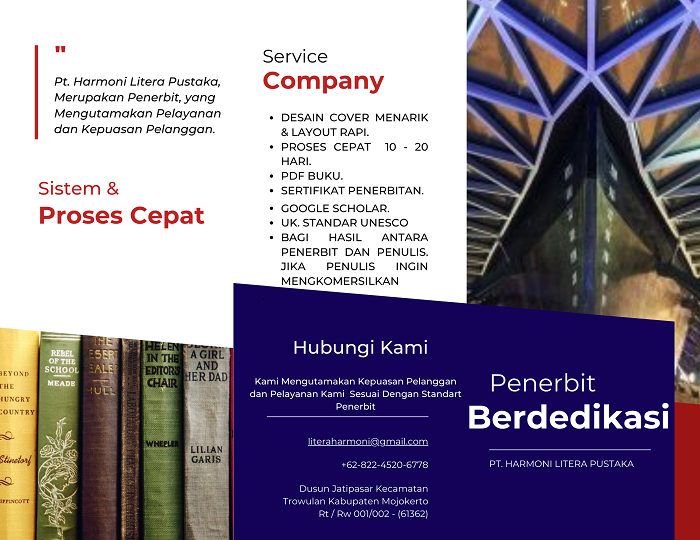 "
Pt. Harmoni Litera Pustaka,
Merupakan Penerbit, yang
Mengutamakan Pelayanan
dan Kepuasan Pelanggan.
Sistem &
Proses Cepat
Service
Company
• DESAIN COVER MENARIK
& LAYOUT RAPI.
• PROSES CEPAT 10 - 20
HARI.
• PDF BUKU.
• SERTIFIKAT PENERBITAN.
• GOOGLE SCHOLAR.
• UK. STANDAR UNESCO
• BAGI HASIL ANTARA
PENERBIT DAN PENULIS.
JIKA PENULIS INGIN
MENGKOMERSILKAN
BEYOND
THE
HUNGRY
COUNTRY
REBEL
OF THE
SCHOOL
MEADE
HELEN
IN THE
EDITOR'S
CHAIR
WHEELER
A GIRL
AND
HER DAD
LILIAN
GARIS
Hubungi Kami
Kami Mengutamakan Kepuasan Pelanggan
dan Pelayanan Kami Sesuai Dengan Standart
Penerbit
literaharmoni@gmail.com
+62-822-4520-6778
Dusun Jatipasar Kecamatan
Trowulan Kabupaten Mojokerto
Rt / Rw 001/002 - (61362)
Penerbit
Berdedikasi
PT. HARMONI LITERA PUSTAKA